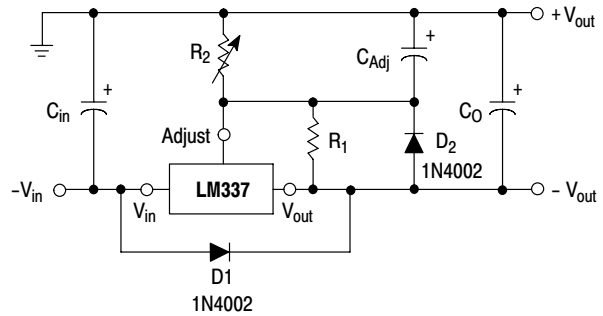 + Vout
R2
+
CAdj
+
Cin
+
CO
Adjust
R1
D2
1N4002
−Vin
Vin
LM337
Vout
− Vout
D1
1N4002